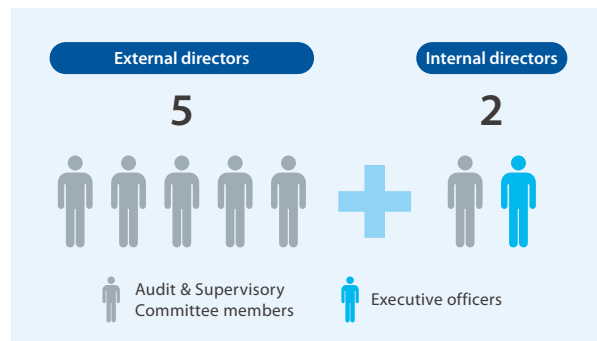 External directors
Internal directors
5
2
Audit & Supervisory
Committee members
Executive officers